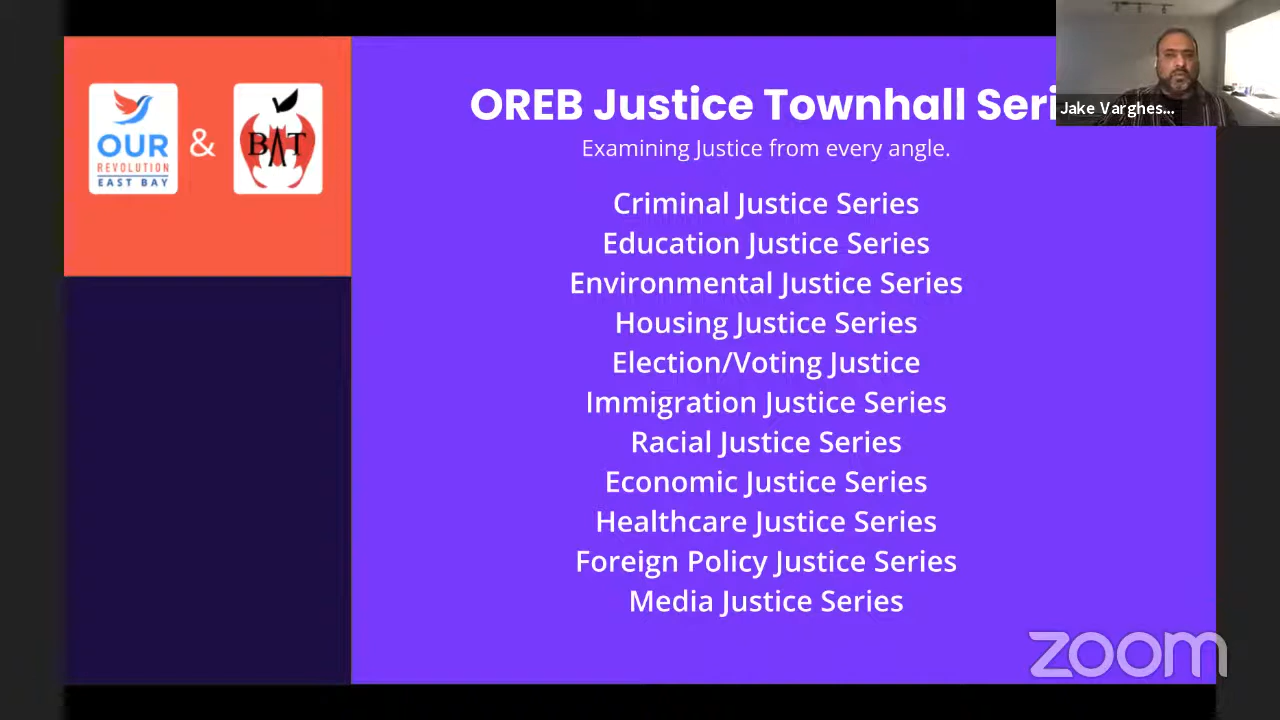 OUR
REVOLUTION
EAST BAY
&
BAT
OREB Justice Townhall Seri
Examining Justice from every angle.
Criminal Justice Series
Education Justice Series
Environmental Justice Series
Housing Justice Series
Election/Voting Justice
Immigration Justice Series
Racial Justice Series
Economic Justice Series
Healthcare Justice Series
Foreign Policy Justice Series
Media Justice Series
Jake Varghes...
zoom